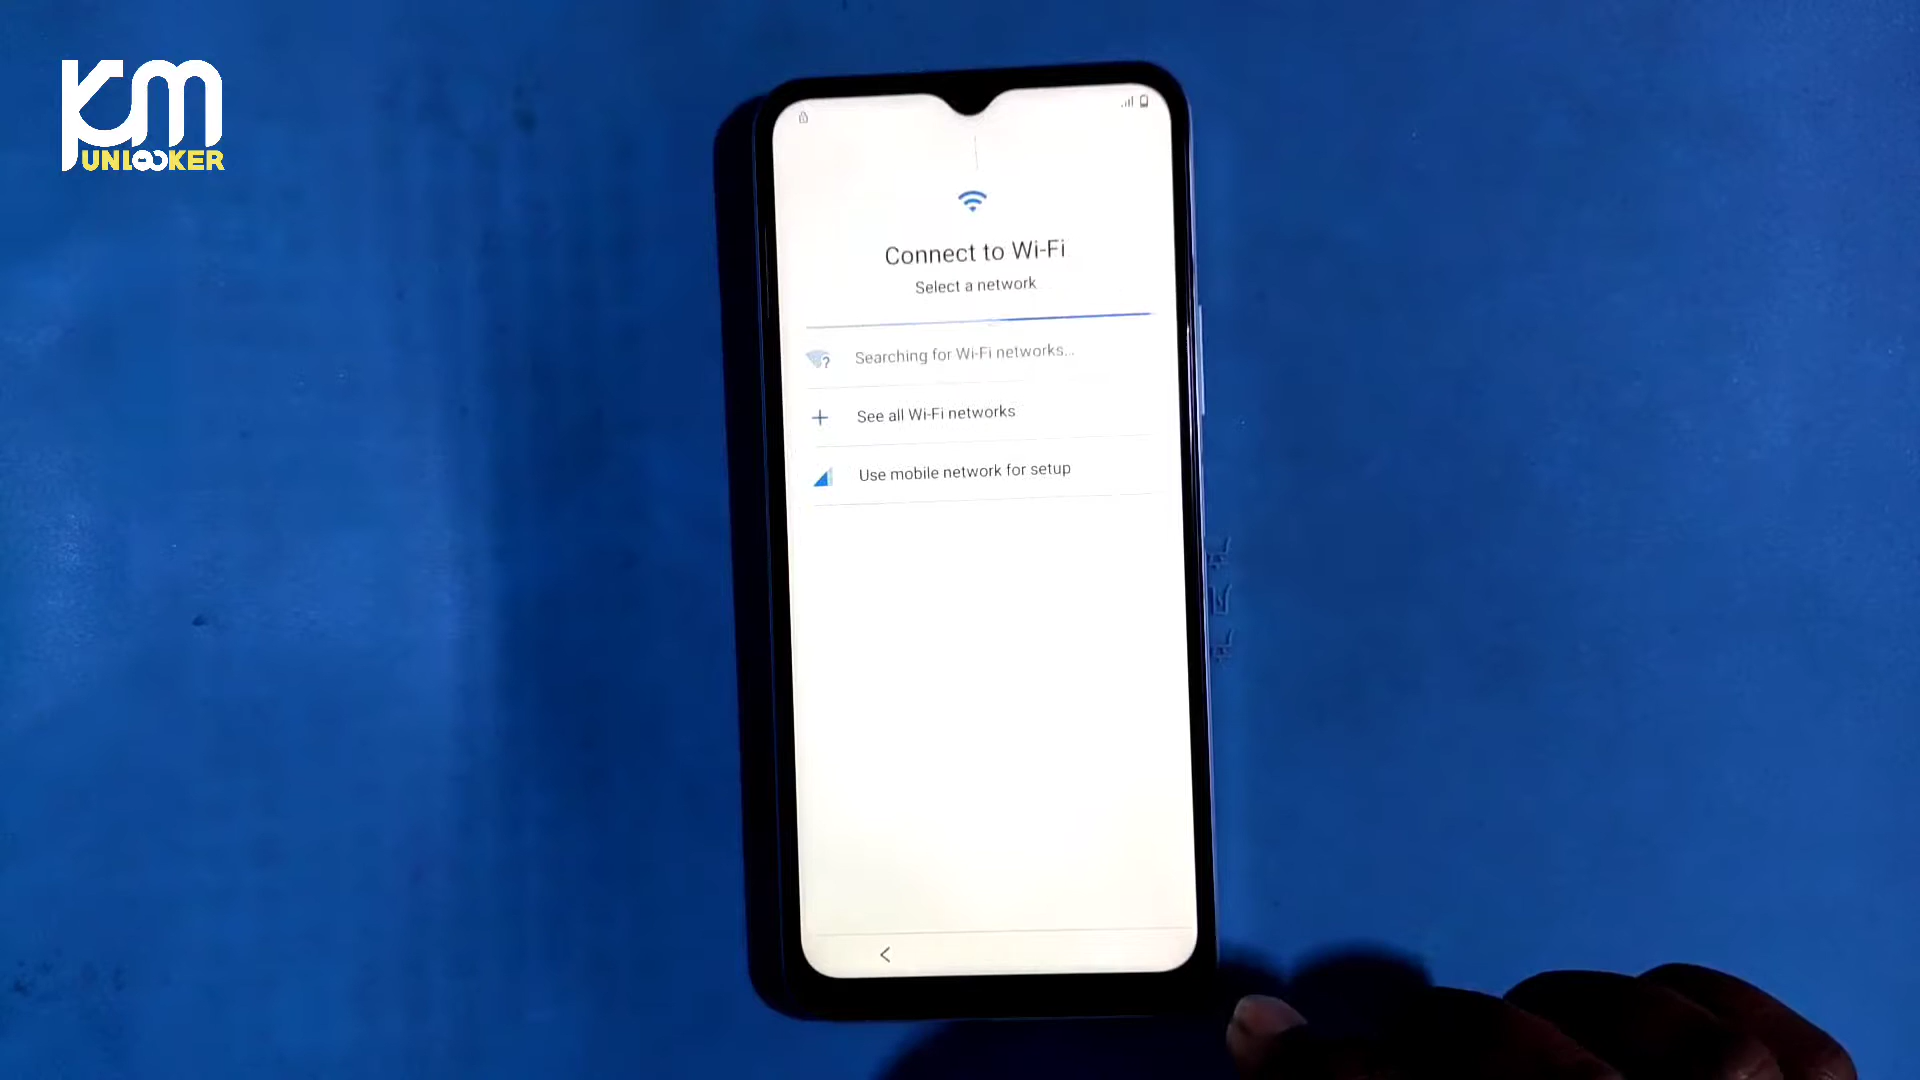 KM
UNLOCKER
Connect to Wi-Fi
Select a network
Searching for Wi-Fi networks...
See all Wi-Fi networks
Use mobile network for setup